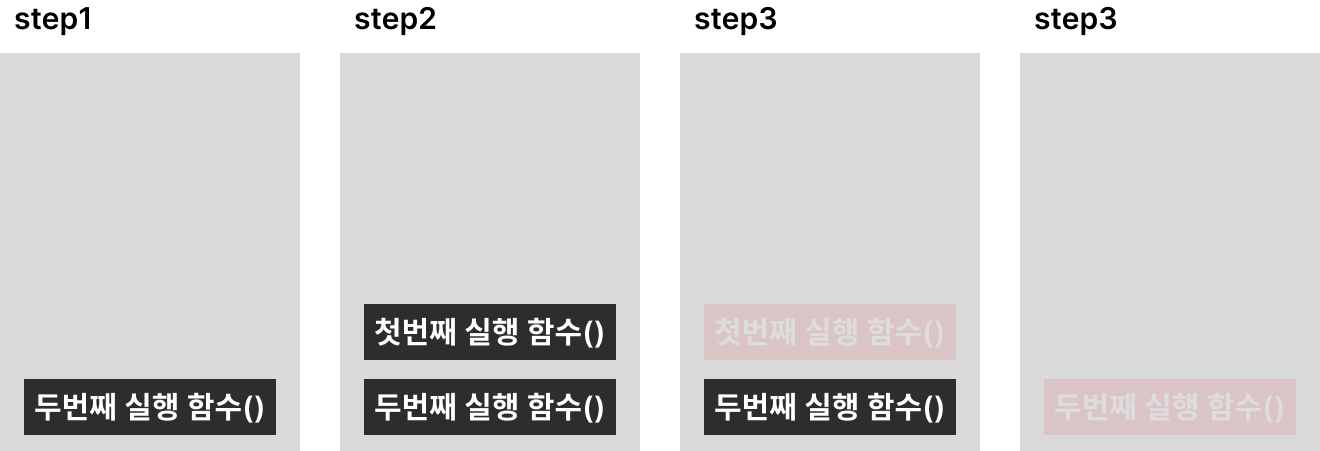 step1
step2
step3
step3
두번째 실행 함수()
첫번째 실행 함수()
두번째 실행 함수()
첫번째 실행 함수()
두번째 실행 함수()
두번째 실행 함수()